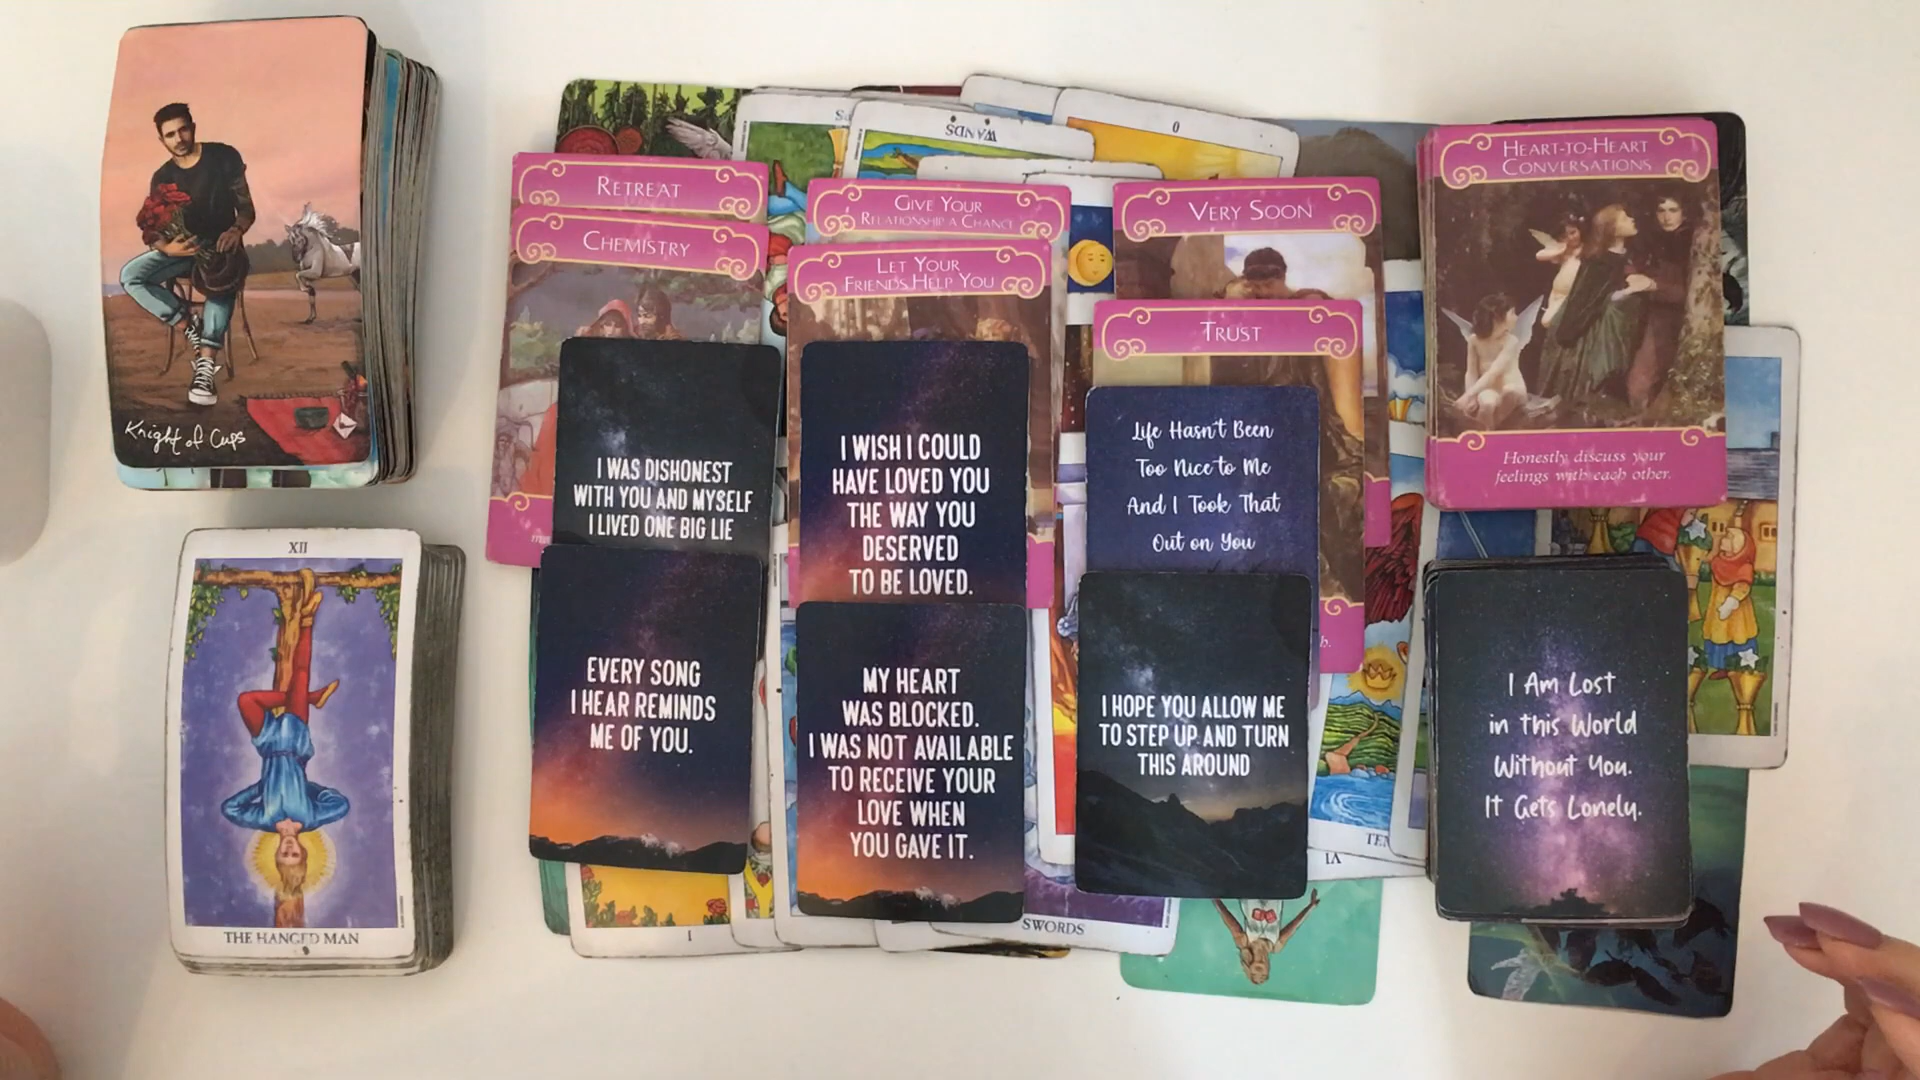 Knight of Cups
XII
THE HANGED MAN
WANDS
0
RETREAT
CHEMISTRY
GIVE YOUR
RELATIONSHIP A CHANCE
LET YOUR
FRIENDS HELP YOU
VERY SOON
TRUST
HEART-TO-HEART
CONVERSATIONS
Honestly discuss your
feelings with each other.
I WAS DISHONEST
WITH YOU AND MYSELF
I LIVED ONE BIG LIE
I WISH I COULD
HAVE LOVED YOU
THE WAY YOU
DESERVED
TO BE LOVED.
Life Hasn't Been
Too Nice to Me
And I Took That
Out on You
EVERY SONG
I HEAR REMINDS
ME OF YOU.
MY HEART
WAS BLOCKED.
I WAS NOT AVAILABLE
TO RECEIVE YOUR
LOVE WHEN
YOU GAVE IT.
I HOPE YOU ALLOW ME
TO STEP UP AND TURN
THIS AROUND
I Am Lost
in this World
Without You.
It Gets Lonely.
I
SWORDS